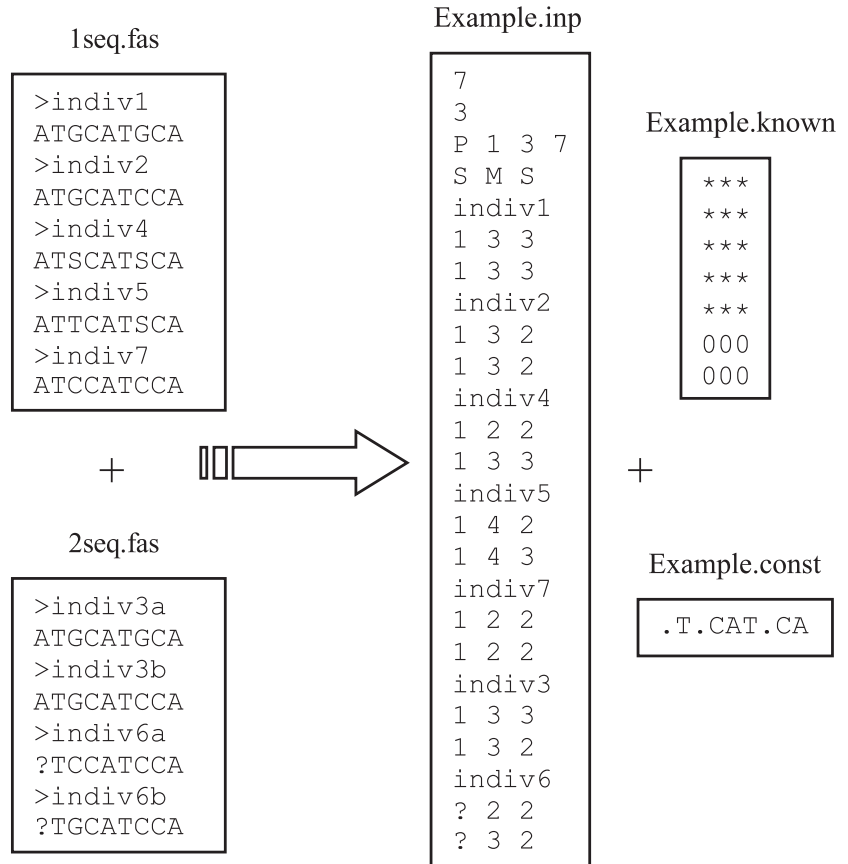 1seq.fas
>indiv1
ATGCATGCA
>indiv2
ATGCATCCA
>indiv4
ATSCATSCA
>indiv5
ATTCATSCA
>indiv7
ATCCATCCA
+
2seq.fas
>indiv3a
ATGCATGCA
>indiv3b
ATGCATCCA
>indiv6a
?TCCATCCA
>indiv6b
?TGCATCCA
Example.inp
7
3
P 1 3 7
S M S
indiv1
1 3 3
1 3 3
indiv2
1 3 2
1 3 2
indiv4
1 2 2
1 3 3
indiv5
1 4 2
1 4 3
indiv7
1 2 2
1 2 2
indiv3
1 3 3
1 3 2
indiv6
? 2 2
? 3 2
Example.known
***
***
***
***
***
000
000
+
Example.const
.T.CAT.CA